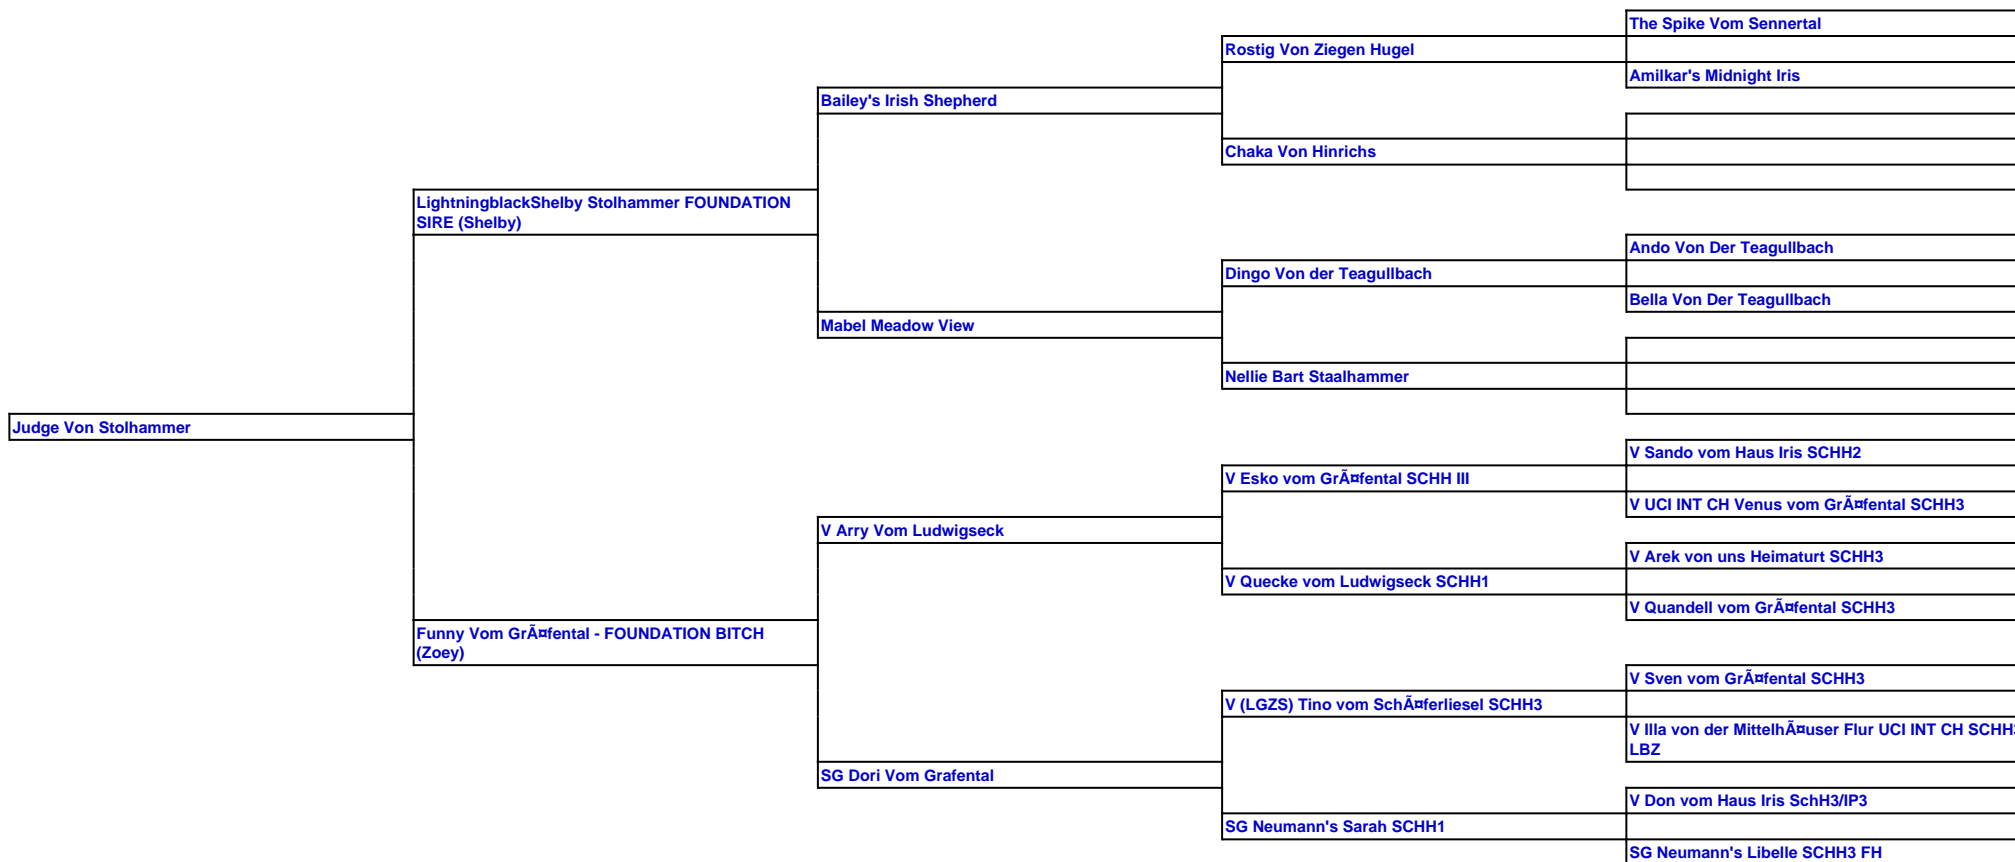 The Spike Vom Sennertal
Rostig Von Ziegen Hugel
Amilkar's Midnight Iris
Bailey's Irish Shepherd
Chaka Von Hinrichs
LightningblackShelby Stolhammer FOUNDATION
SIRE (Shelby)
Ando Von Der Teagullbach
Dingo Von der Teagullbach
Bella Von Der Teagullbach
Mabel Meadow View
Nellie Bart Staalhammer
Judge Von Stolhammer
V Sando vom Haus Iris SCHH2
V Esko vom GrÃ¤fental SCHH III
V UCI INT CH Venus vom GrÃ¤fental SCHH3
V Arry Vom Ludwigseck
V Arek von uns Heimaturt SCHH3
V Quecke vom Ludwigseck SCHH1
V Quandell vom GrÃ¤fental SCHH3
Funny Vom GrÃ¤fental - FOUNDATION BITCH
(Zoey)
V Sven vom GrÃ¤fental SCHH3
V (LGZS) Tino vom SchÃ¤ferliesel SCHH3
V Illa von der MittelhÃ¤user Flur UCI INT CH SCHH3
LBZ
SG Dori Vom Grafental
V Don vom Haus Iris SchH3/IP3
SG Neumann's Sarah SCHH1
SG Neumann's Libelle SCHH3 FH